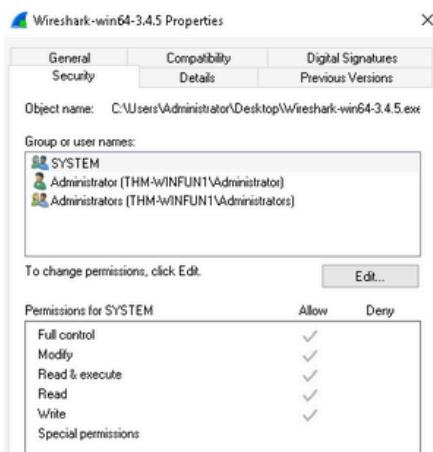 Wireshark-win64-3.4.5 Properties
General Compatibility Digital Signatures
Security Details Previous Versions
Object name: C:\Users\Administrator\Desktop\Wireshark-win64-3.4.5.exe
Group or user names:
SYSTEM
Administrator (THM-WINFUN1\Administrator)
Administrators (THM-WINFUN1\Administrators)
To change permissions, click Edit.
Edit...
Permissions for SYSTEM Allow Deny
Full control
Modify
Read & execute
Read
Write
Special permissions